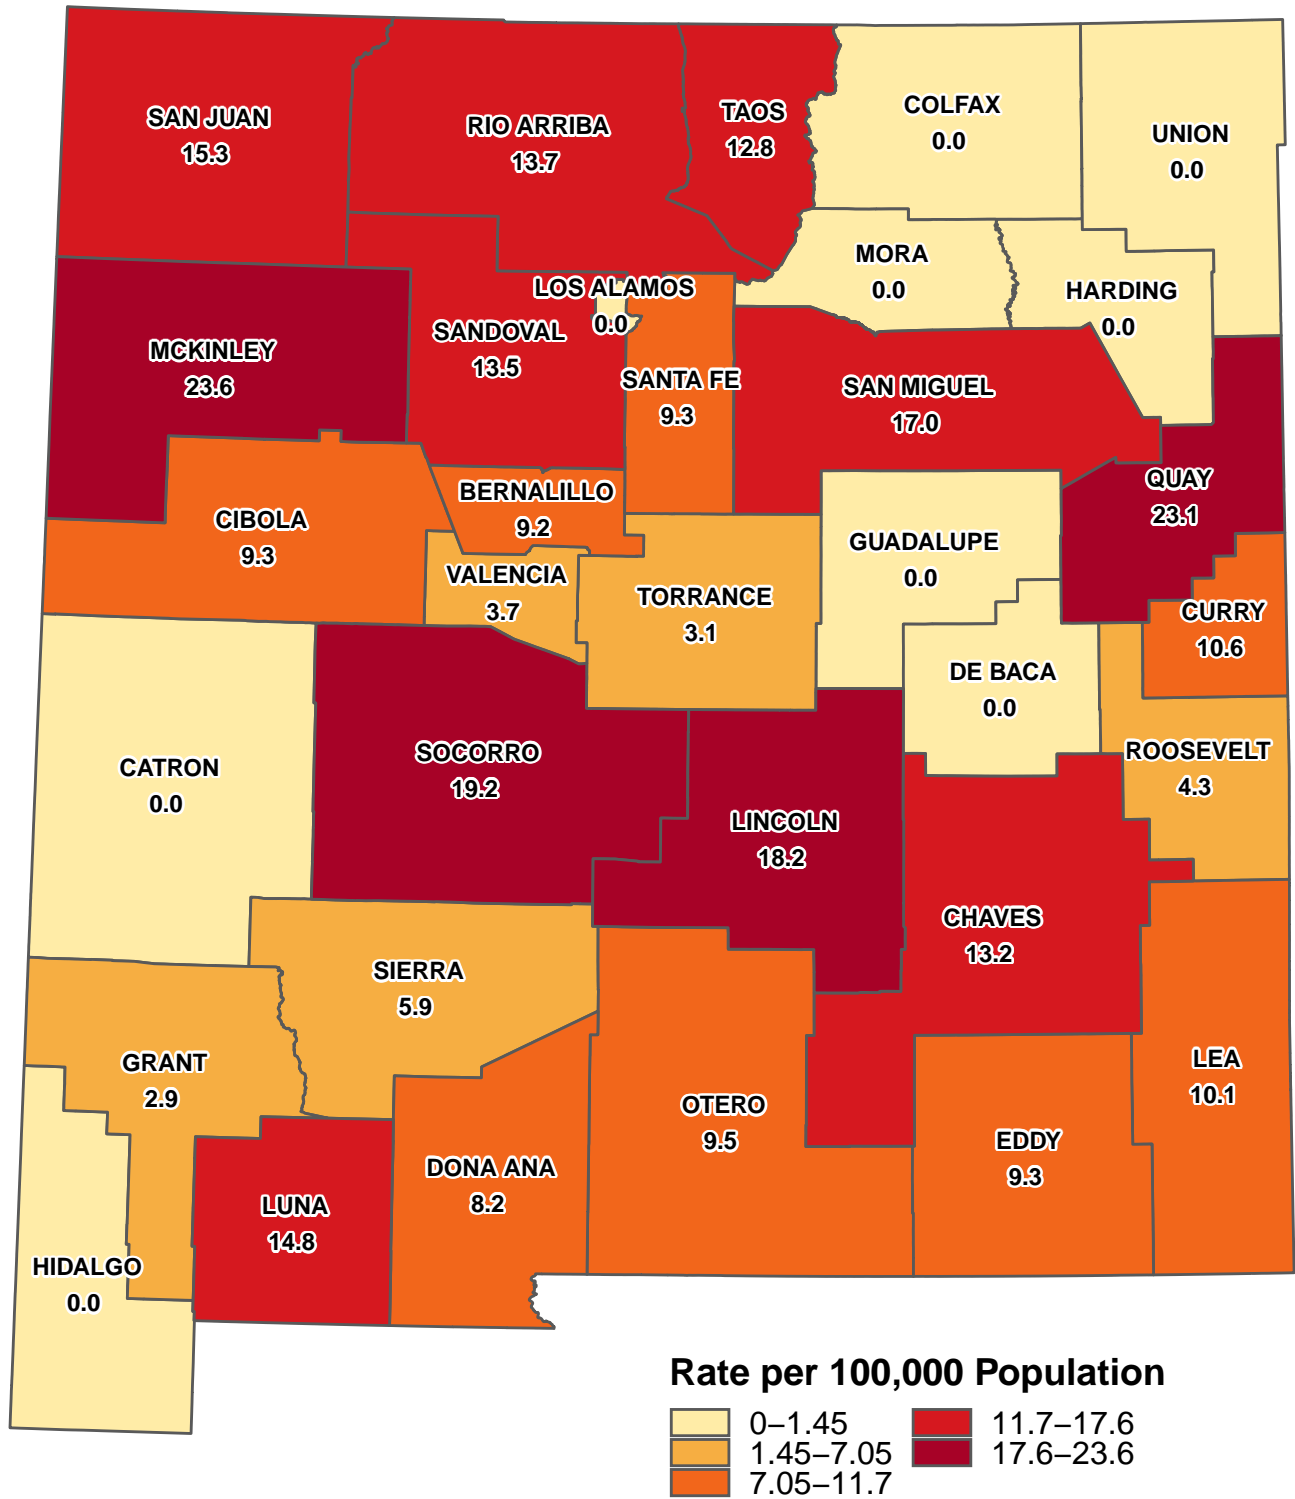 SAN JUAN
15.3
RIO ARRIBA
13.7
TAOS
12.8
COLFAX
0.0
UNION
0.0
MORA
0.0
HARDING
0.0
LOS ALAMOS
0.0
SANDOVAL
13.5
MCKINLEY
23.6
SANTA FE
9.3
SAN MIGUEL
17.0
QUAY
23.1
BERNALILLO
9.2
CIBOLA
9.3
GUADALUPE
0.0
VALENCIA
3.7
TORRANCE
3.1
CURRY
10.6
DE BACA
0.0
ROOSEVELT
4.3
SOCORRO
19.2
CATRON
0.0
LINCOLN
18.2
CHAVES
13.2
SIERRA
5.9
GRANT
2.9
LEA
10.1
OTERO
9.5
EDDY
9.3
DONA ANA
8.2
LUNA
14.8
HIDALGO
0.0
Rate per 100,000 Population
0–1.45
1.45–7.05
7.05–11.7
11.7–17.6
17.6–23.6